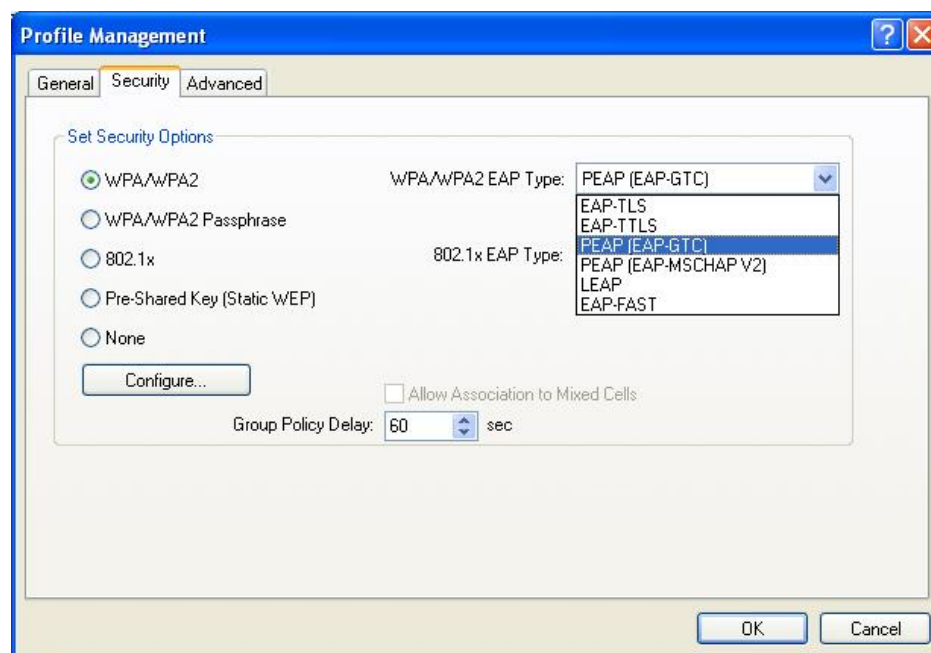 Profile Management
General Security Advanced
Set Security Options
WPA/WPA2 WPA/WPA2 EAP Type: PEAP (EAP-GTC)
EAP-TLS
WPA/WPA2 Passphrase EAP-TTLS
PEAP (EAP-GTC)
802.1x 802.1x EAP Type: PEAP (EAP-MSCHAP V2)
LEAP
Pre-Shared Key (Static WEP) EAP-FAST
None
Configure...
Allow Association to Mixed Cells
Group Policy Delay: 60 sec
OK Cancel